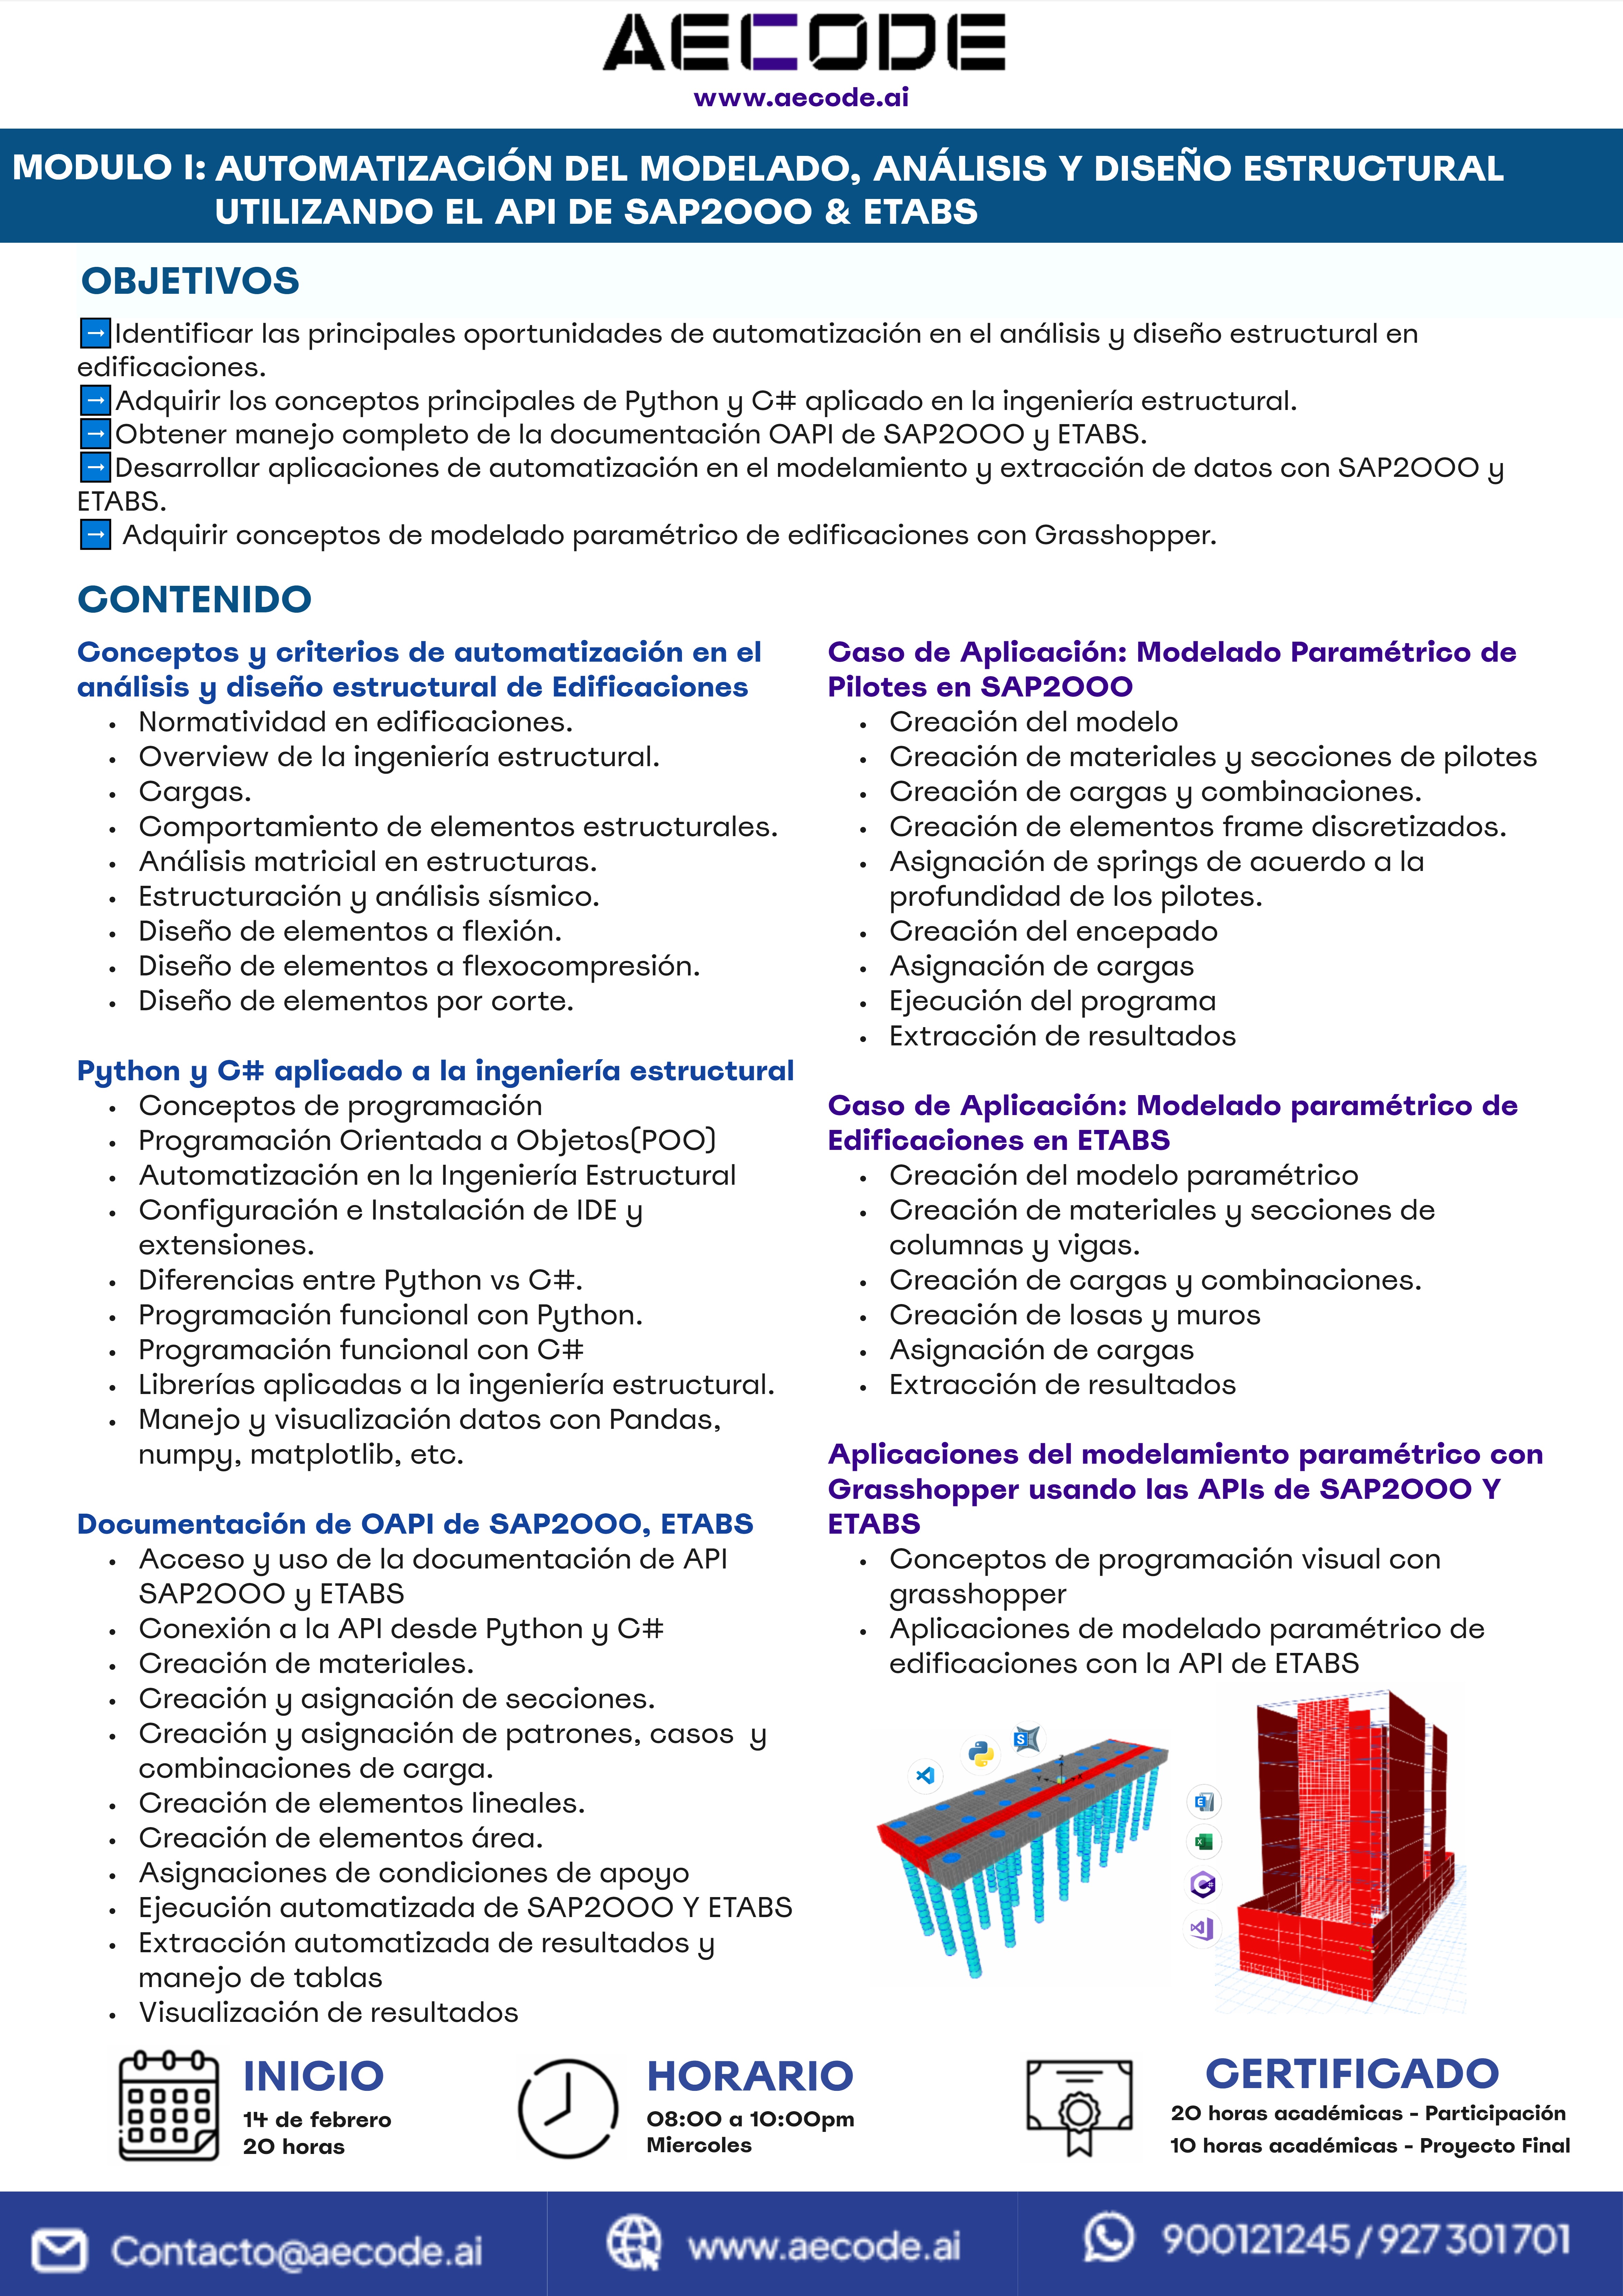 AECODE
www.aecode.ai
MODULO I: AUTOMATIZACIÓN DEL MODELADO, ANÁLISIS Y DISEÑO ESTRUCTURAL
UTILIZANDO EL API DE SAP2000 & ETABS
OBJETIVOS
→ Identificar las principales oportunidades de automatización en el análisis y diseño estructural en
edificaciones.
→ Adquirir los conceptos principales de Python y C# aplicado en la ingeniería estructural.
→ Obtener manejo completo de la documentación OAPI de SAP2000 y ETABS.
→ Desarrollar aplicaciones de automatización en el modelamiento y extracción de datos con SAP2000 y
ETABS.
→ Adquirir conceptos de modelado paramétrico de edificaciones con Grasshopper.
CONTENIDO
Conceptos y criterios de automatización en el
análisis y diseño estructural de Edificaciones
• Normatividad en edificaciones.
• Overview de la ingeniería estructural.
• Cargas.
• Comportamiento de elementos estructurales.
• Análisis matricial en estructuras.
• Estructuración y análisis sísmico.
• Diseño de elementos a flexión.
• Diseño de elementos a flexocompresión.
• Diseño de elementos por corte.
Python y C# aplicado a la ingeniería estructural
• Conceptos de programación
• Programación Orientada a Objetos(POO)
• Automatización en la Ingeniería Estructural
• Configuración e Instalación de IDE y
extensiones.
• Diferencias entre Python vs C#.
• Programación funcional con Python.
• Programación funcional con C#
• Librerías aplicadas a la ingeniería estructural.
• Manejo y visualización datos con Pandas,
numpy, matplotlib, etc.
Documentación de OAPI de SAP2000, ETABS
• Acceso y uso de la documentación de API
SAP2000 y ETABS
• Conexión a la API desde Python y C#
• Creación de materiales.
• Creación y asignación de secciones.
• Creación y asignación de patrones, casos y
combinaciones de carga.
• Creación de elementos lineales.
• Creación de elementos área.
• Asignaciones de condiciones de apoyo
• Ejecución automatizada de SAP2000 Y ETABS
• Extracción automatizada de resultados y
manejo de tablas
• Visualización de resultados
Caso de Aplicación: Modelado Paramétrico de
Pilotes en SAP2000
• Creación del modelo
• Creación de materiales y secciones de pilotes
• Creación de cargas y combinaciones.
• Creación de elementos frame discretizados.
• Asignación de springs de acuerdo a la
profundidad de los pilotes.
• Creación del encepado
• Asignación de cargas
• Ejecución del programa
• Extracción de resultados
Caso de Aplicación: Modelado paramétrico de
Edificaciones en ETABS
• Creación del modelo paramétrico
• Creación de materiales y secciones de
columnas y vigas.
• Creación de cargas y combinaciones.
• Creación de losas y muros
• Asignación de cargas
• Extracción de resultados
Aplicaciones del modelamiento paramétrico con
Grasshopper usando las APIs de SAP2000 Y
ETABS
• Conceptos de programación visual con
grasshopper
• Aplicaciones de modelado paramétrico de
edificaciones con la API de ETABS
INICIO
14 de febrero
20 horas
HORARIO
08:00 a 10:00pm
Miercoles
CERTIFICADO
20 horas académicas - Participación
10 horas académicas - Proyecto Final
Contacto@aecode.ai
www.aecode.ai
900121245/927301701